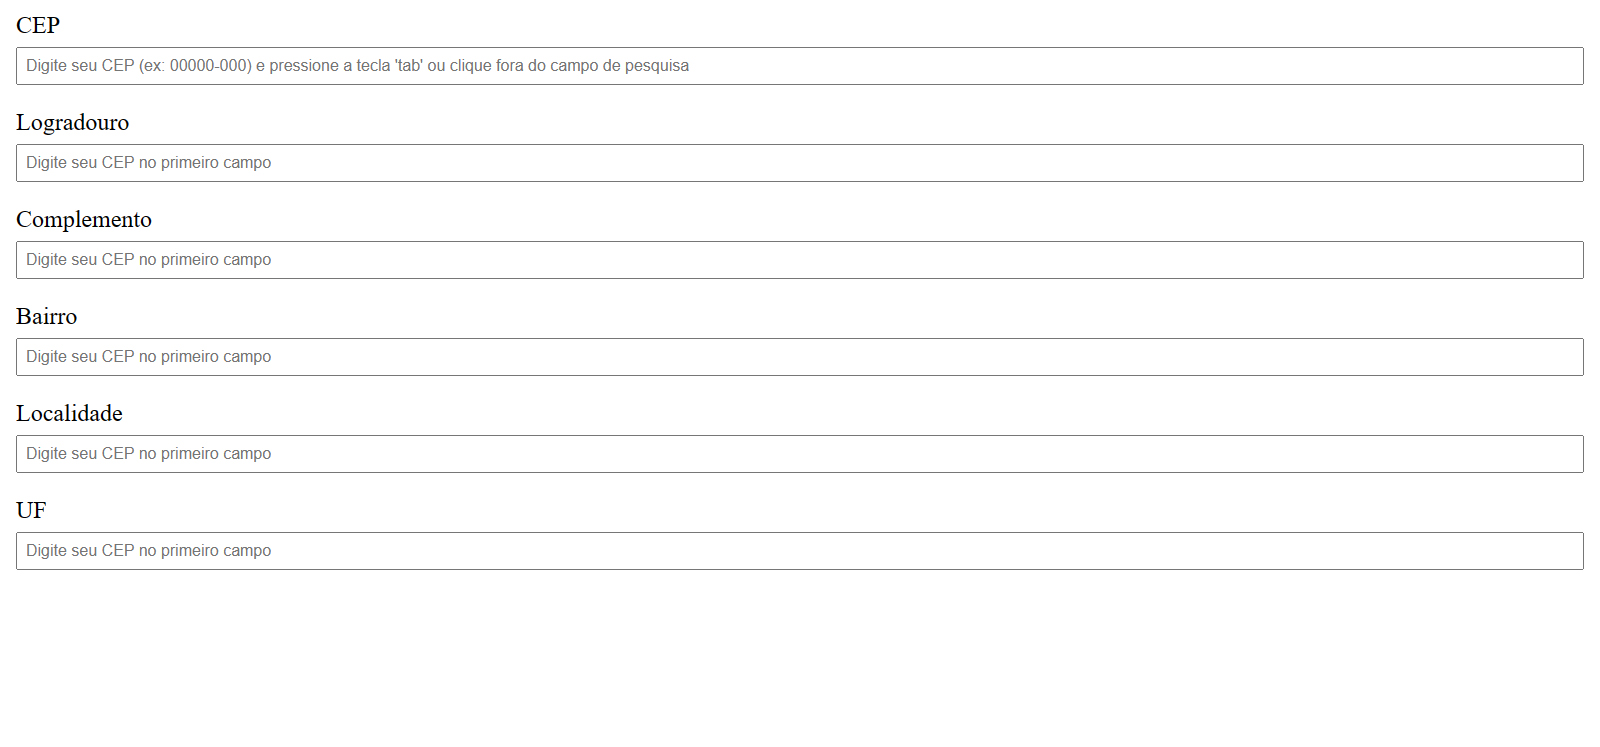 CEP
Digite seu CEP (ex: 00000-000) e pressione a tecla 'tab' ou clique fora do campo de pesquisa
Logradouro
Digite seu CEP no primeiro campo
Complemento
Digite seu CEP no primeiro campo
Bairro
Digite seu CEP no primeiro campo
Localidade
Digite seu CEP no primeiro campo
UF
Digite seu CEP no primeiro campo